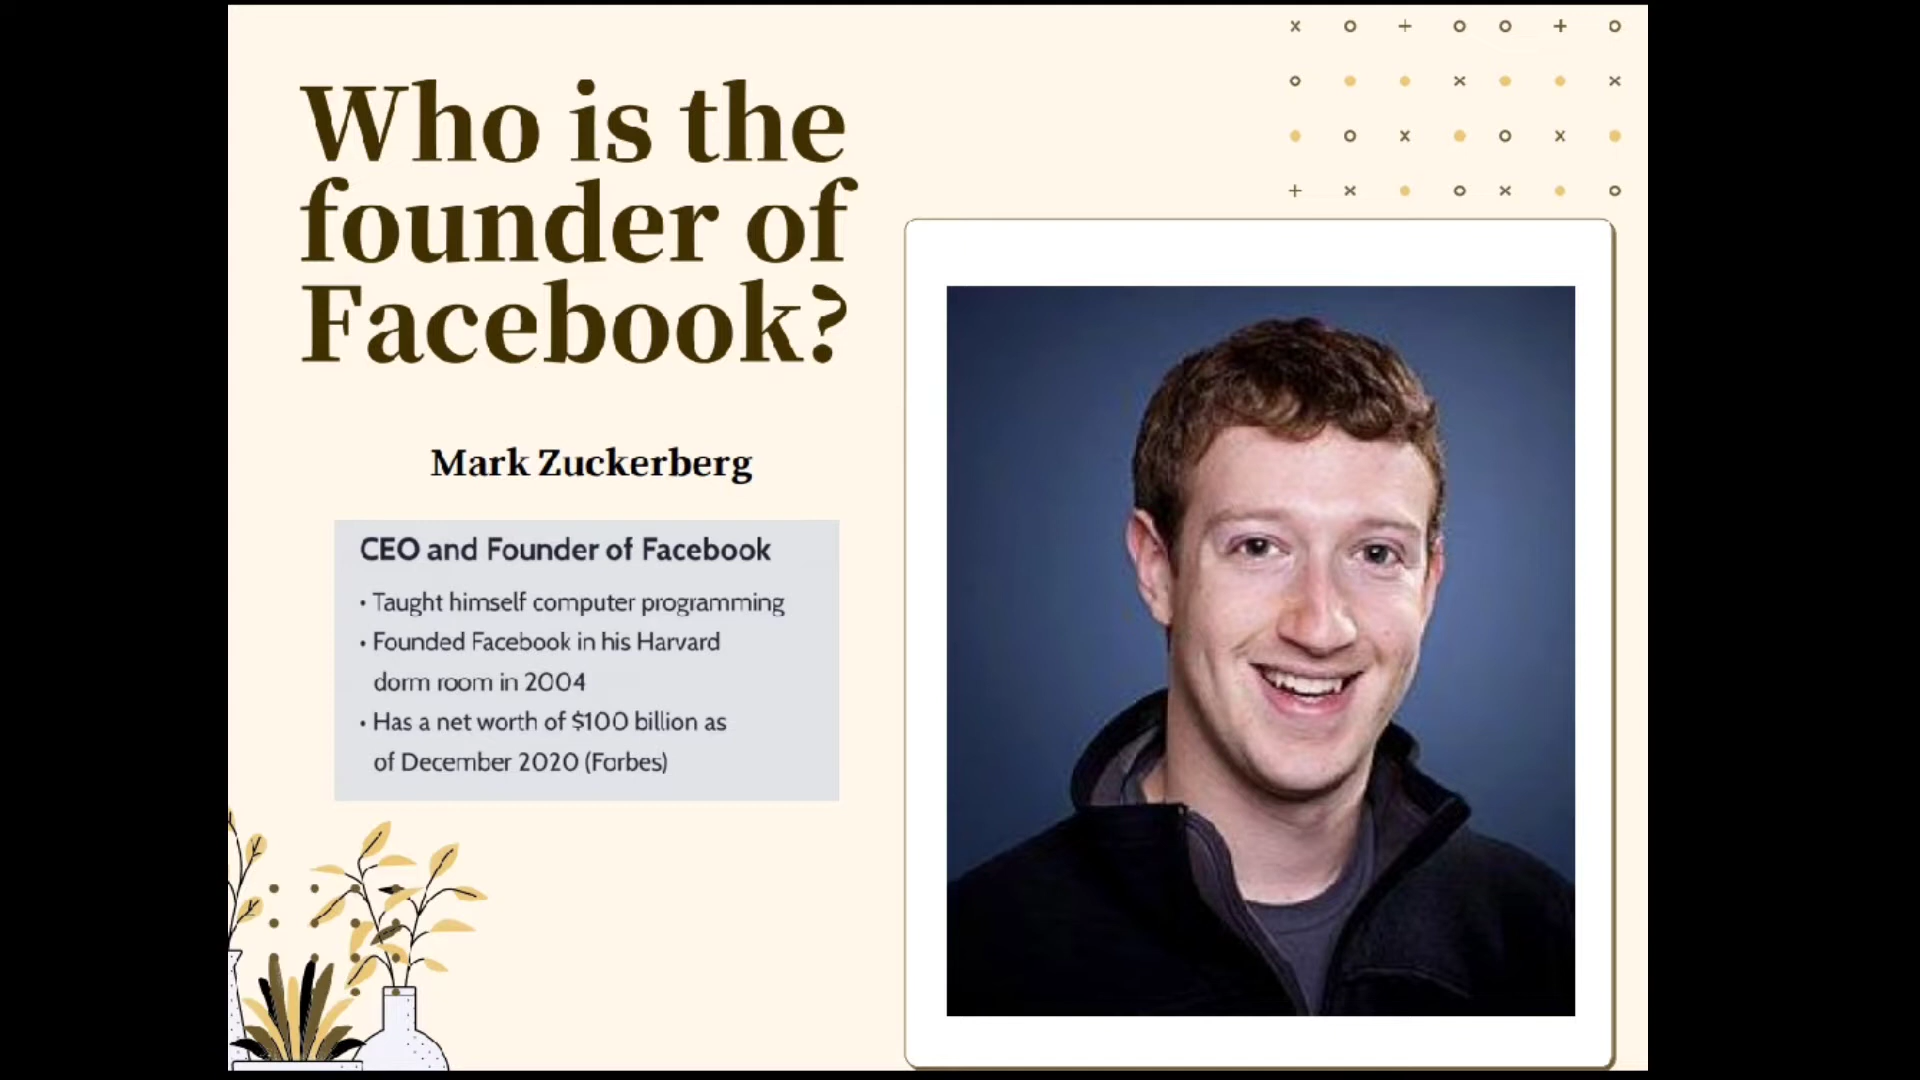 Who is the
founder of
Facebook?
Mark Zuckerberg
CEO and Founder of Facebook
• Taught himself computer programming
• Founded Facebook in his Harvard
dorm room in 2004
• Has a net worth of $100 billion as
of December 2020 (Forbes)